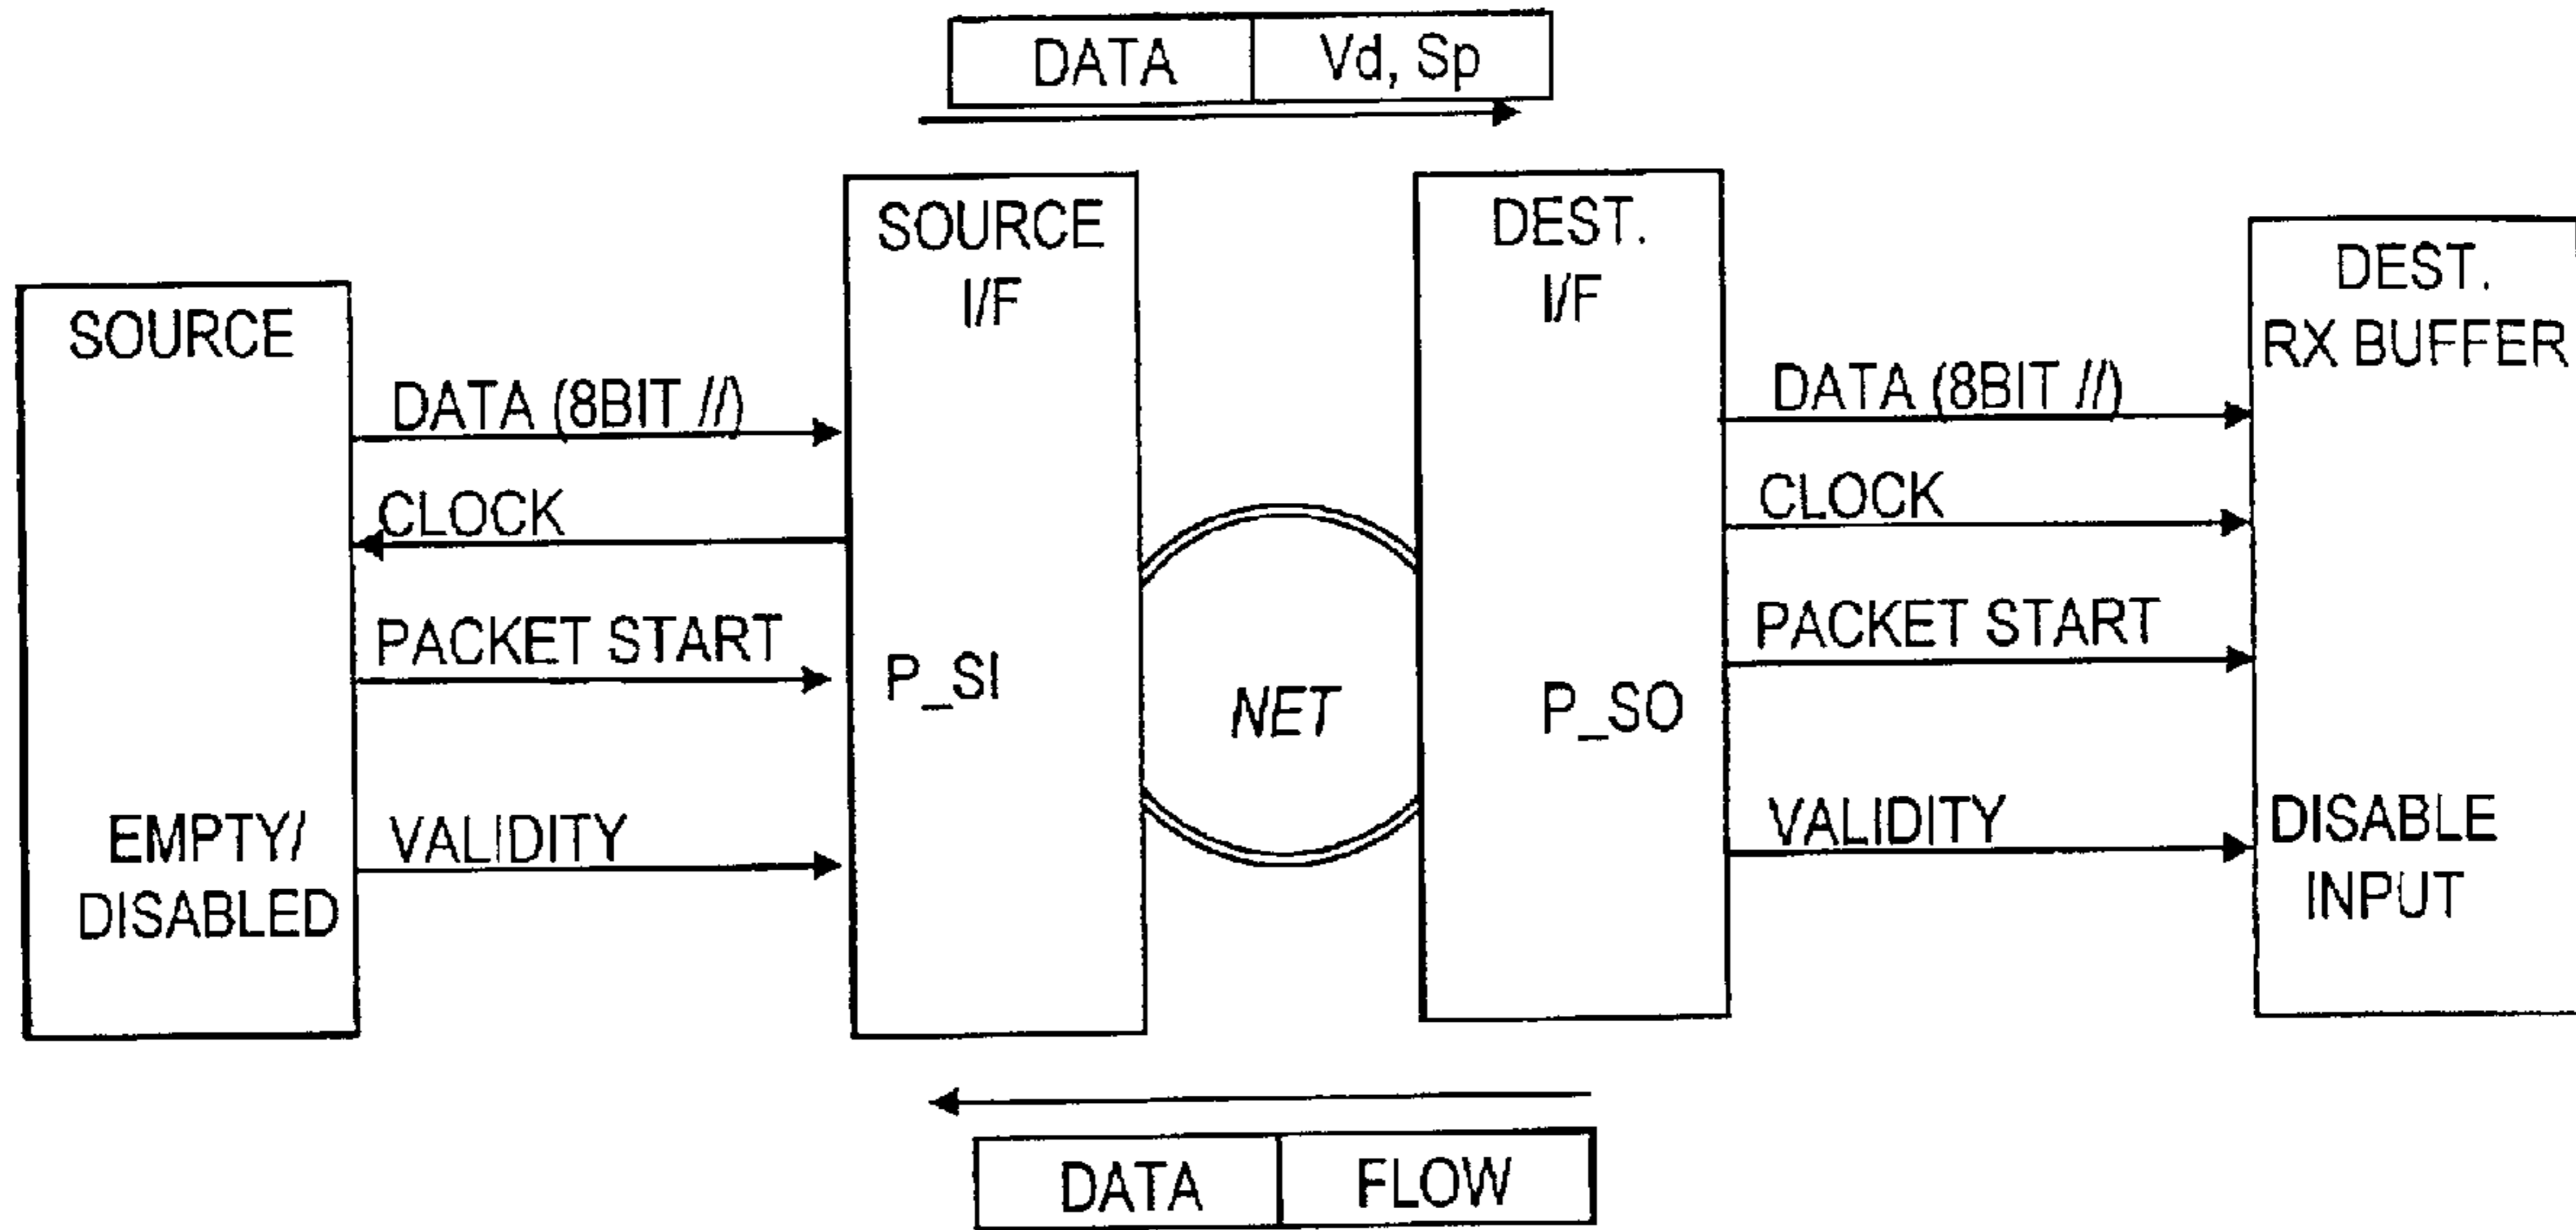 DATA
Vd, Sp
SOURCE
I/F
DEST.
I/F
DEST.
RX BUFFER
SOURCE
DATA (8BIT //)
DATA (8BIT //)
CLOCK
CLOCK
PACKET START
PACKET START
P_SI
NET
P_SO
EMPTY/
DISABLED
VALIDITY
VALIDITY
DISABLE
INPUT
DATA
FLOW